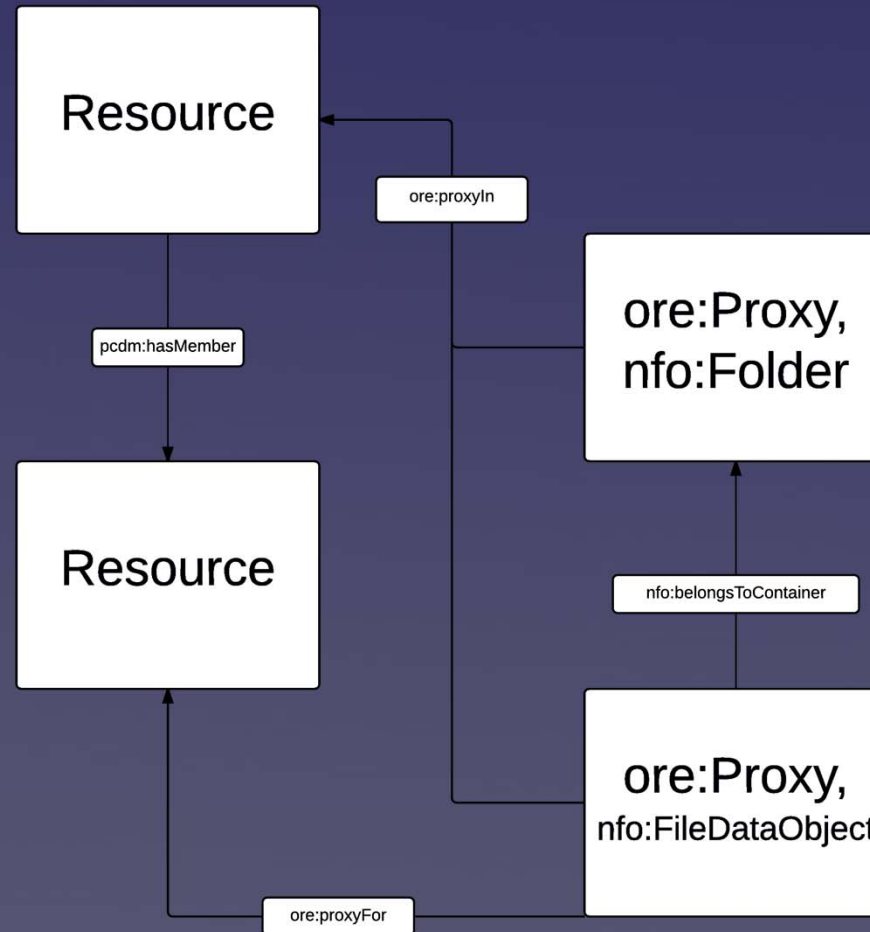 Resource
ore:proxyIn
ore:Proxy,
nfo:Folder
pcdm:hasMember
Resource
nfo:belongsToContainer
ore:Proxy,
nfo:FileDataObject
ore:proxyFor